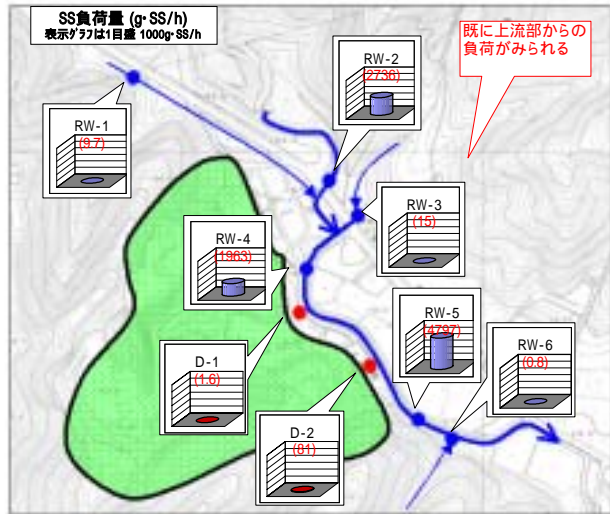 SS負荷量 (g・SS/h)
表示グラフは1目盛 1000g・SS/h
既に上流部からの
負荷がみられる
RW-2
(2736)
RW-1
(9.7)
RW-3
(15)
RW-4
(1963)
RW-5
(4797)
RW-6
(0.8)
D-1
(1.6)
D-2
(81)